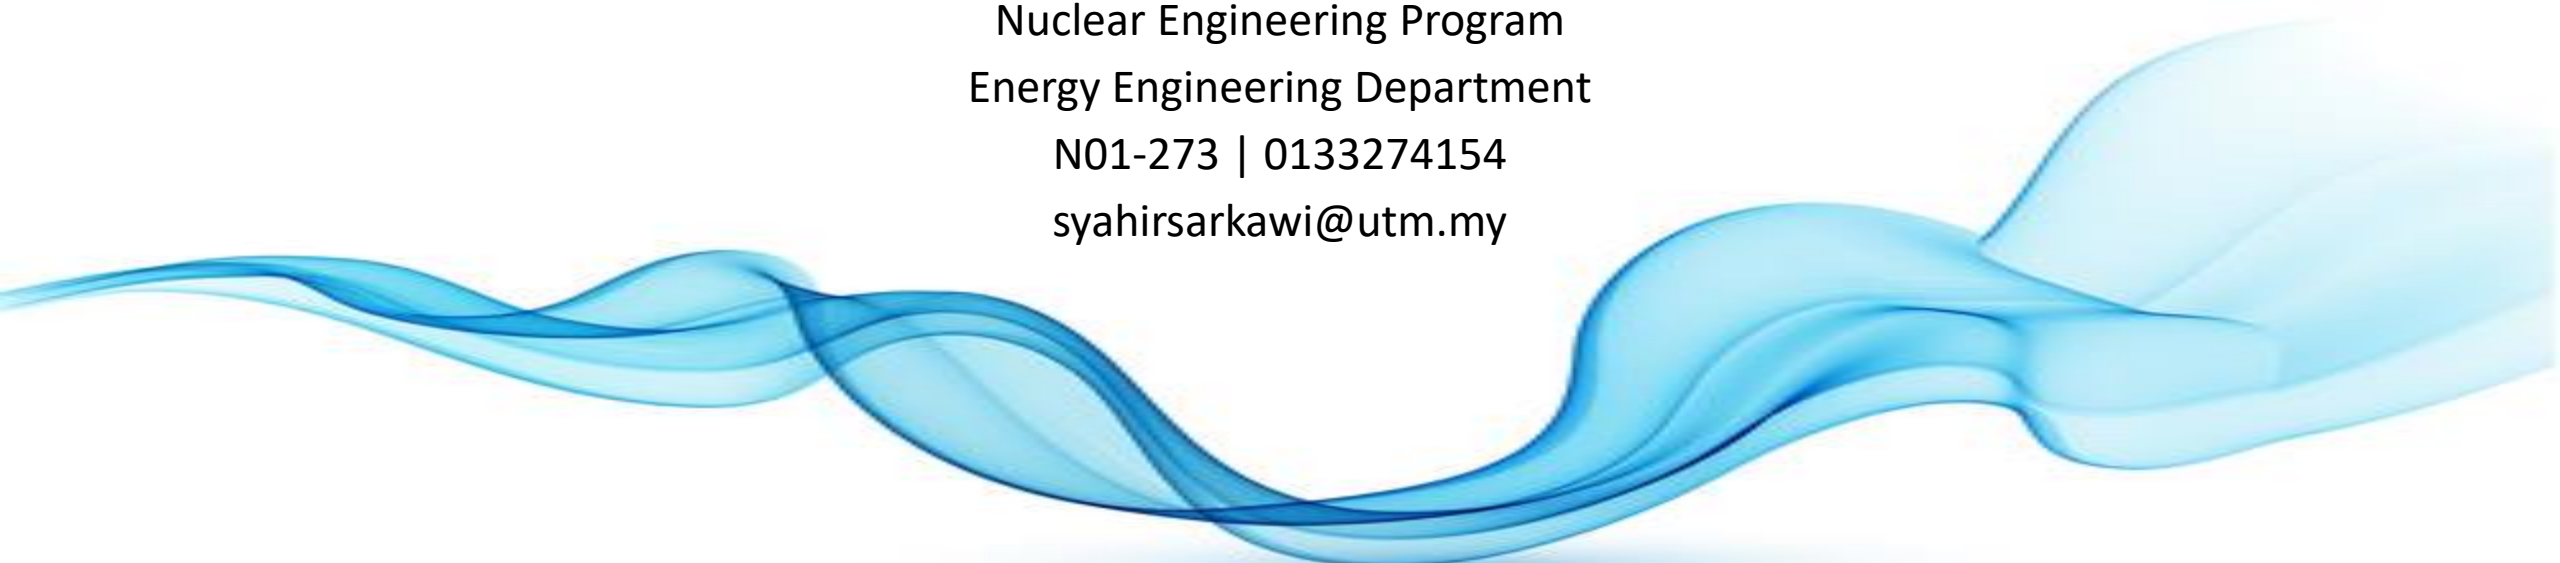 Nuclear Engineering Program
Energy Engineering Department
N01-273 | 0133274154
syahirsarkawi@utm.my